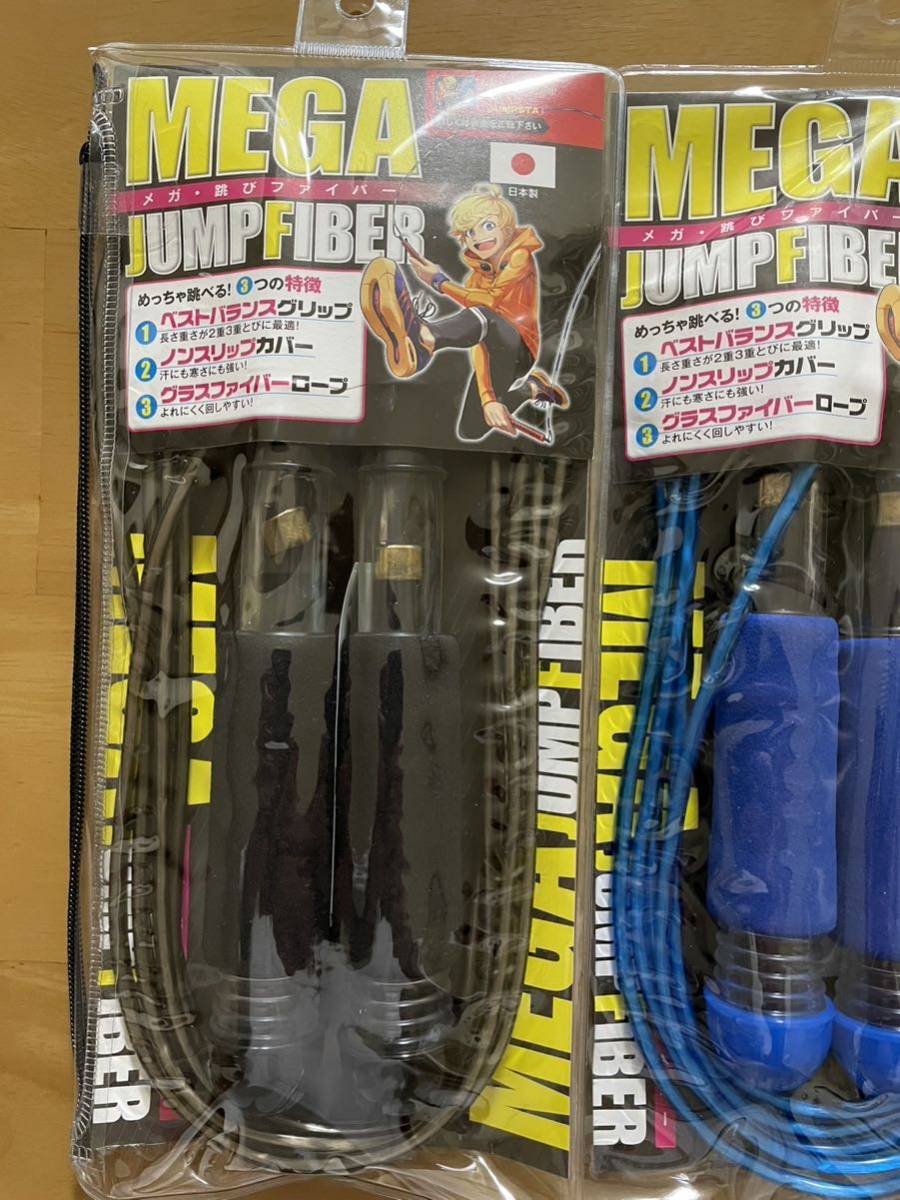 MEGA
メガ・跳びファイバー
JUMPFIBER
JUMPSTA!
日本製
めっちゃ跳べる! 3つの特徴
1 ベストバランスグリップ
長さ重さが2重3重とびに最適!
2 ノンスリップカバー
汗にも寒さにも強い!
3 グラスファイバーロープ
よれにくく回しやすい!
MEGA JUMPFIBER
MEGA
メガ・跳びファイバー
JUMPFIBE
めっちゃ跳べる! 3つの特徴
1 ベストバランスグリップ
長さ重さが2重3重とびに最適!
2 ノンスリップカバー
汗にも寒さにも強い!
3 グラスファイバーロープ
よれにくく回しやすい!
FIBER
FIBER